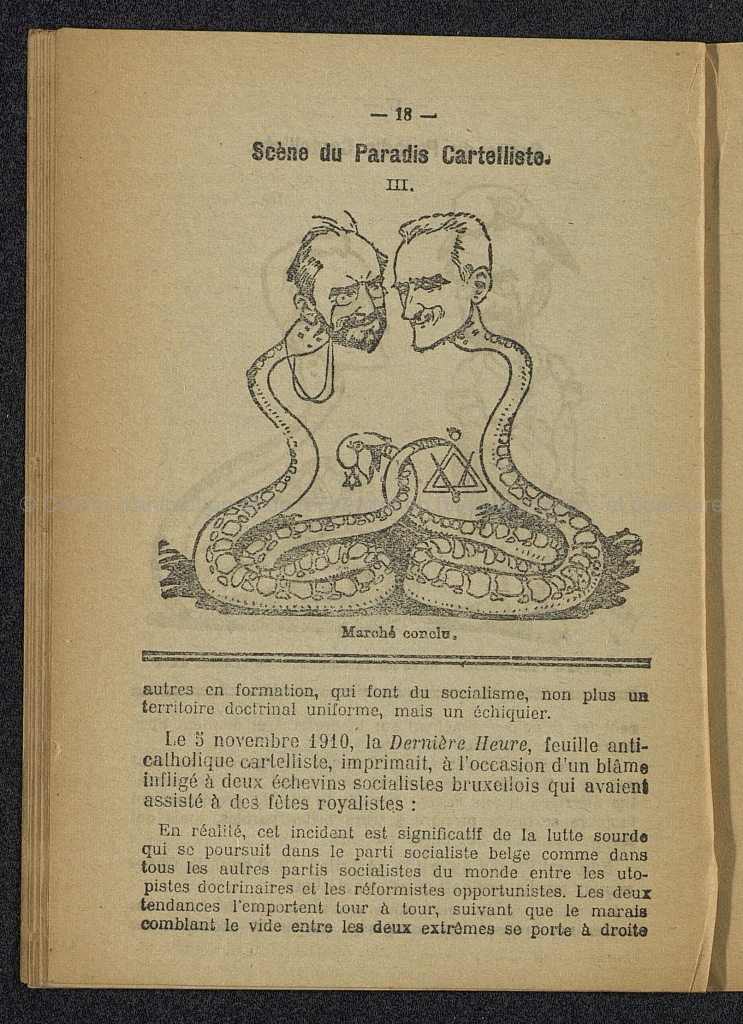 — 18 —
Scène du Paradis Cartelliste.
III.
Marché conclu.
autres en formation, qui font du socialisme, non plus un
territoire doctrinal uniforme, mais un échiquier.
Le 5 novembre 1910, la Dernière Heure, feuille anti-
catholique cartelliste, imprimait, à l'occasion d'un blâme
infligé à deux échevins socialistes bruxellois qui avaient
assisté à des fêtes royalistes :
En réalité, cet incident est significatif de la lutte sourde
qui se poursuit dans le parti socialiste belge comme dans
tous les autres partis socialistes du monde entre les uto-
pistes doctrinaires et les réformistes opportunistes. Les deux
tendances l'emportent tour à tour, suivant que le marais
comblant le vide entre les deux extrêmes se porte à droite